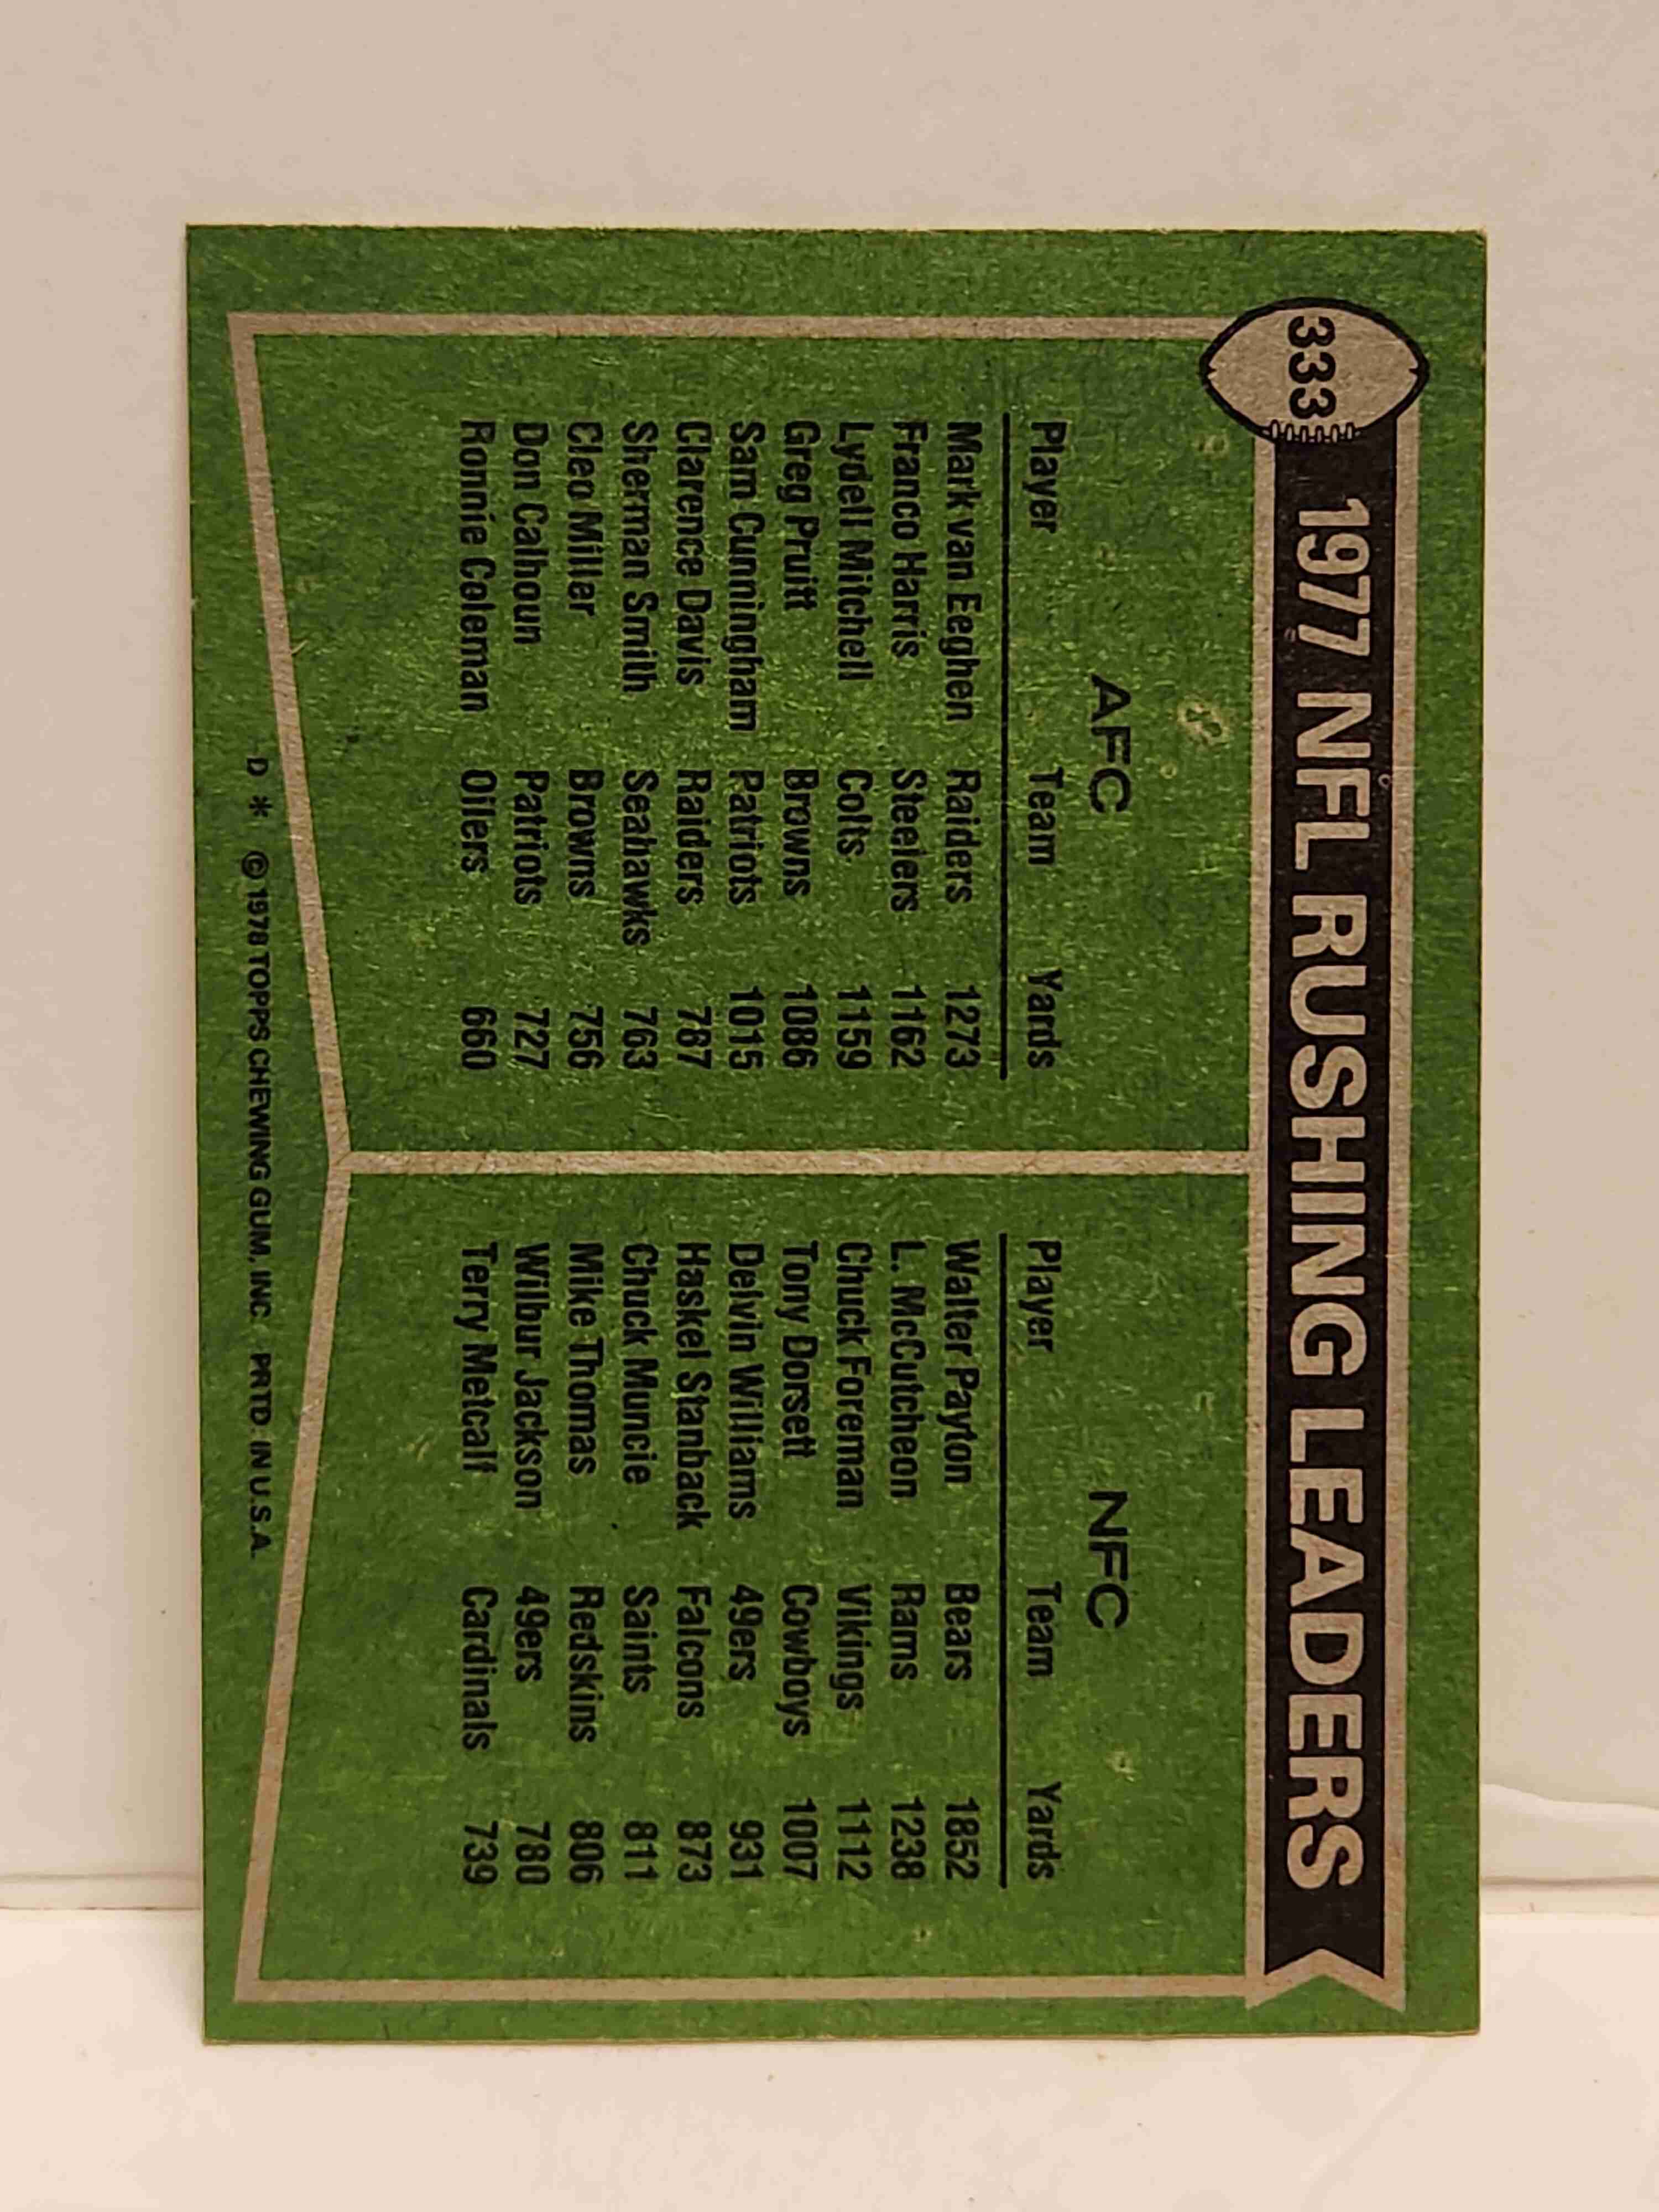 333
1977 NFL RUSHING LEADERS
AFC
Player Team Yards
Mark van Eeghen Raiders 1273
Franco Harris Steelers 1162
Lydell Mitchell Colts 1159
Greg Pruitt Browns 1086
Sam Cunningham Patriots 1015
Clarence Davis Raiders 787
Sherman Smith Seahawks 763
Cleo Miller Browns 756
Don Calhoun Patriots 727
Ronnie Coleman Oilers 660
NFC
Player Team Yards
Walter Payton Bears 1852
L. McCutcheon Rams 1238
Chuck Foreman Vikings 1112
Tony Dorsett Cowboys 1007
Delvin Williams 49ers 931
Haskel Stanback Falcons 873
Chuck Muncie Saints 811
Mike Thomas Redskins 806
Wilbur Jackson 49ers 780
Terry Metcalf Cardinals 739
D * © 1978 TOPPS CHEWING GUM, INC PRTD IN U.S.A.